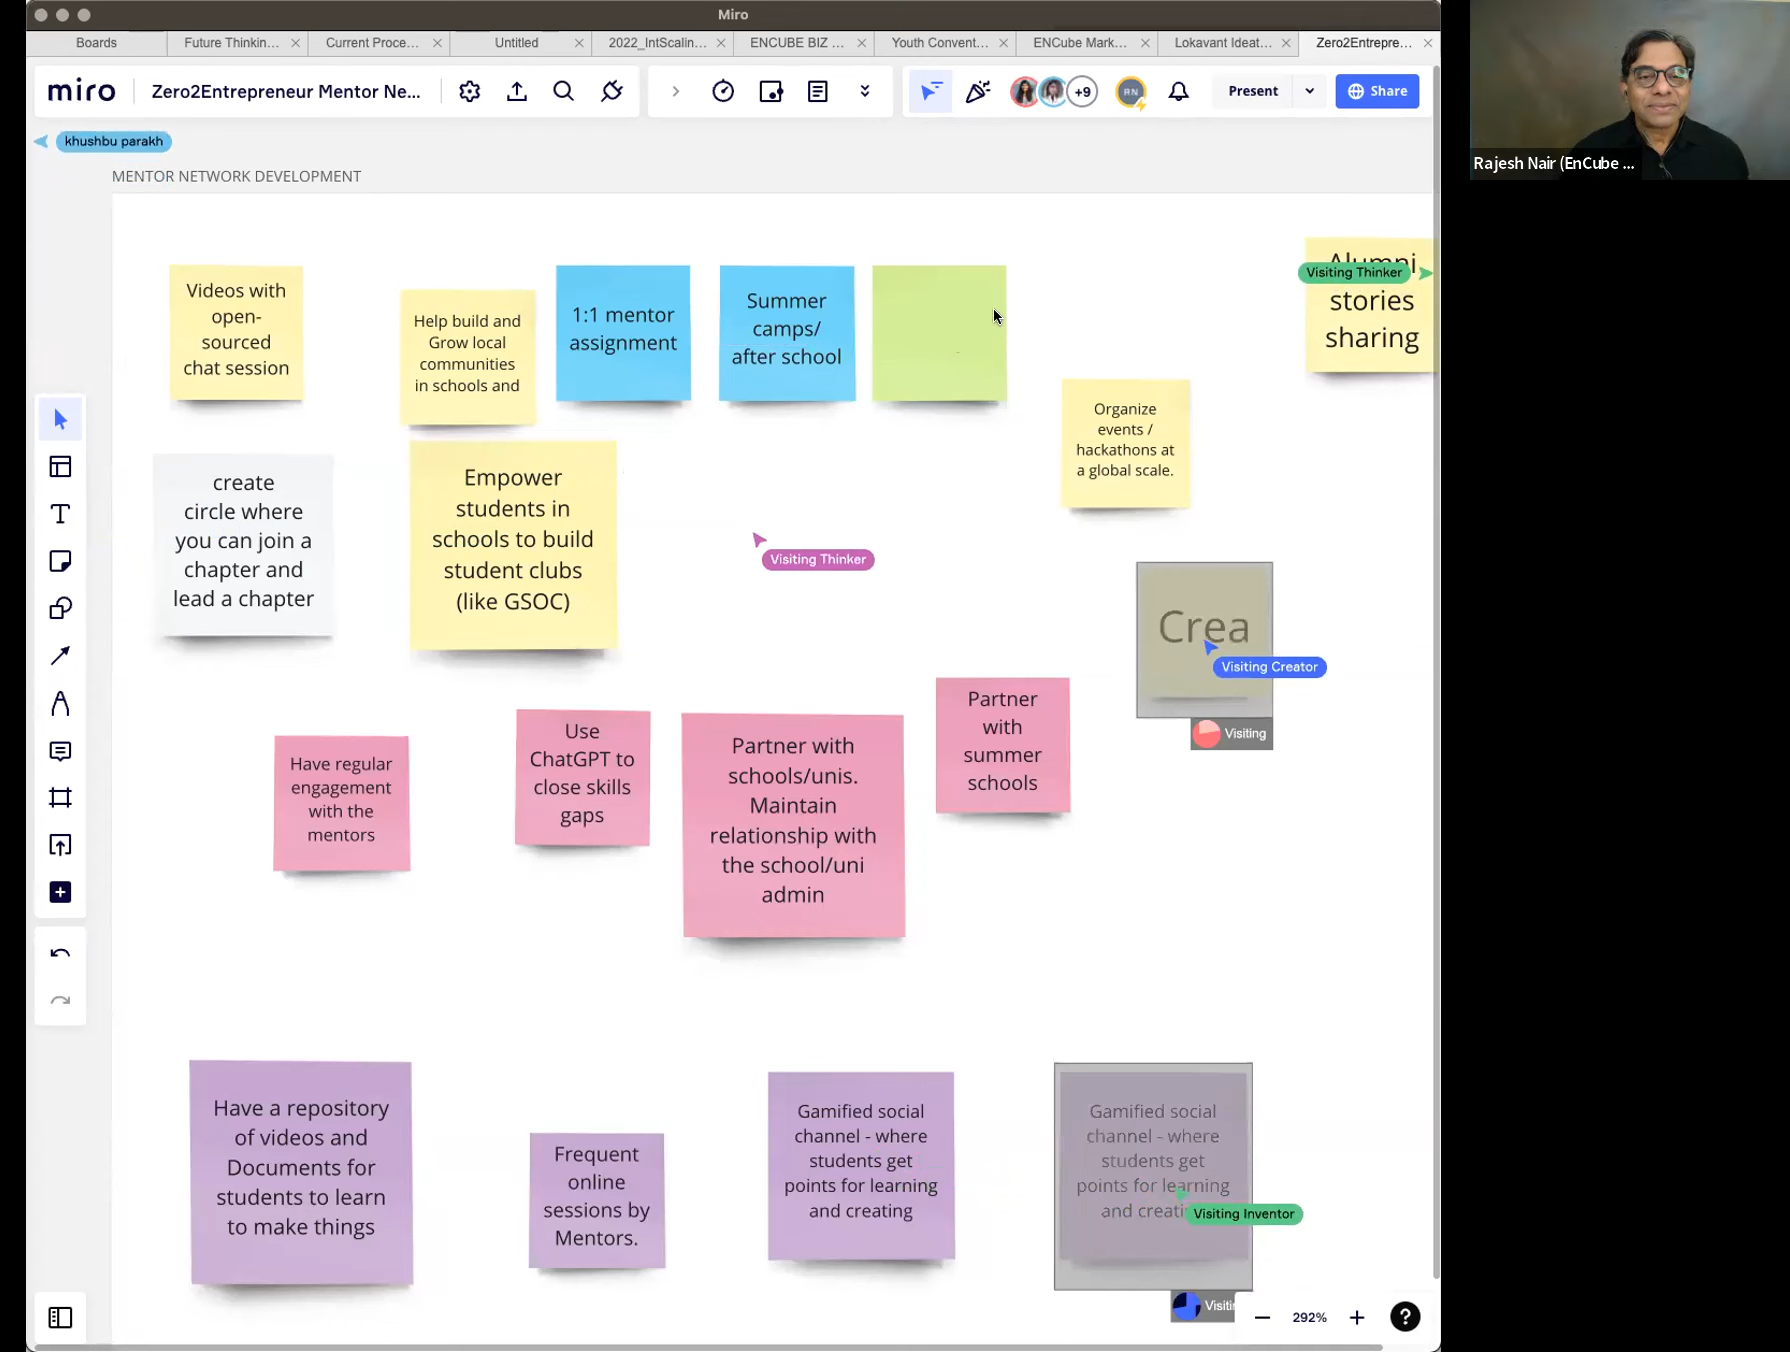 Miro
Boards
Future Thinkin...
Current Proce...
Untitled
2022_IntScalin...
ENCUBE BIZ ...
Youth Convent...
ENCube Mark...
Lokavant Ideat...
Zero2Entrepre...
miro
Zero2Entrepreneur Mentor Ne...
+9
RN
Present
Share
Rajesh Nair (EnCube ...
khushbu parakh
MENTOR NETWORK DEVELOPMENT
Videos with
open-
sourced
chat session
Help build and
Grow local
communities
in schools and
1:1 mentor
assignment
Summer
camps/
after school
Alumni
Visiting Thinker
stories
sharing
Organize
events /
hackathons at
a global scale.
create
circle where
you can join a
chapter and
lead a chapter
Empower
students in
schools to build
student clubs
(like GSOC)
Visiting Thinker
Crea
Visiting Creator
Visiting
Have regular
engagement
with the
mentors
Use
ChatGPT to
close skills
gaps
Partner with
schools/unis.
Maintain
relationship with
the school/uni
admin
Partner
with
summer
schools
Have a repository
of videos and
Documents for
students to learn
to make things
Frequent
online
sessions by
Mentors.
Gamified social
channel - where
students get
points for learning
and creating
Gamified social
channel - where
students get
points for learning
and creati
Visiting Inventor
Visiti
292%